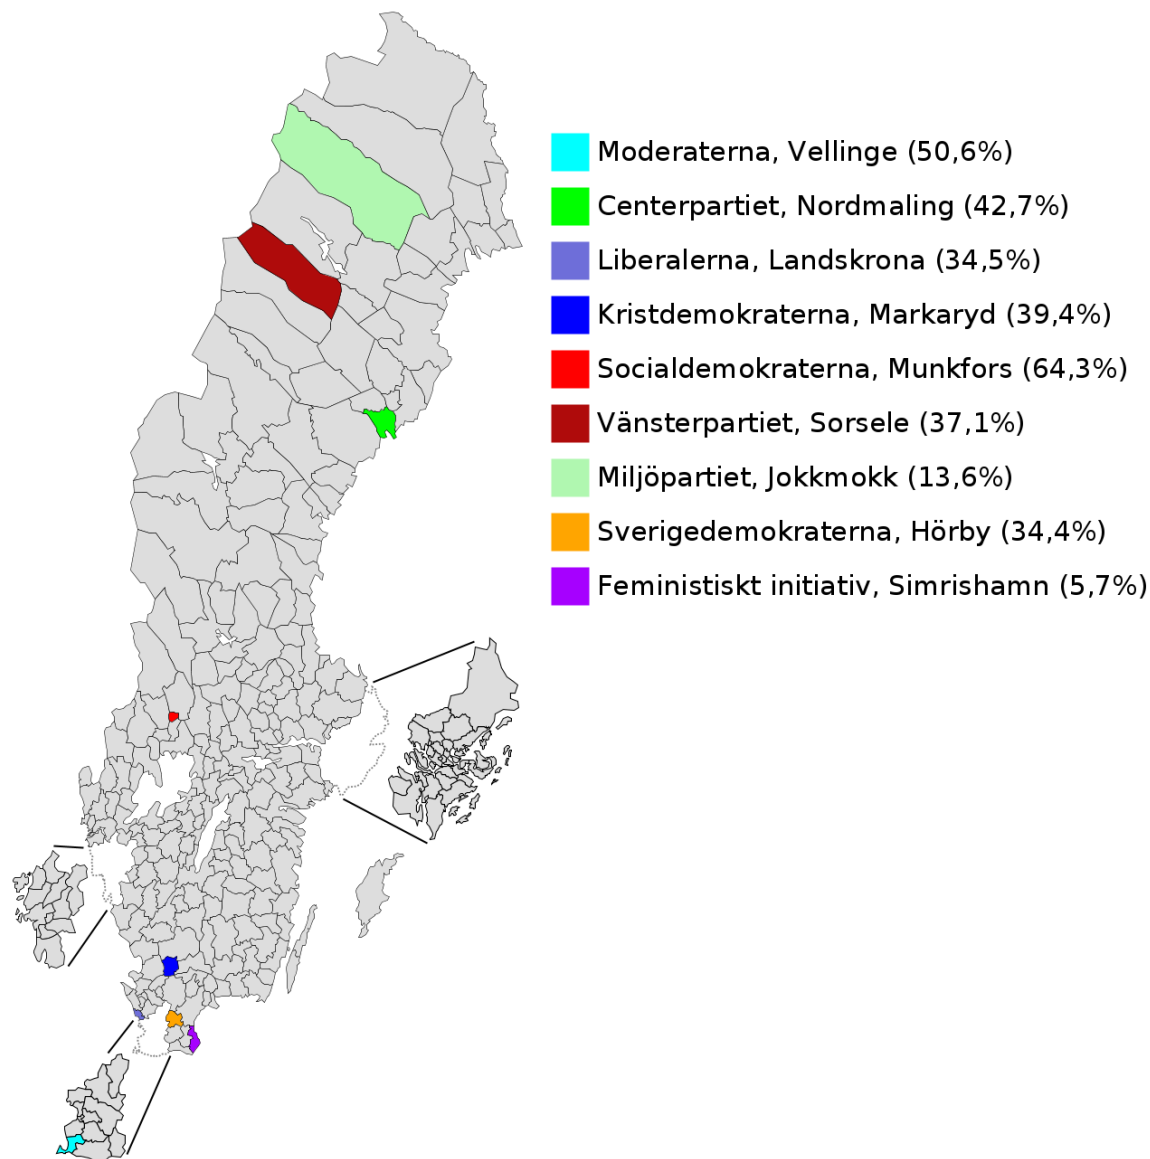 Moderaterna, Vellinge (50,6%)
Centerpartiet, Nordmaling (42,7%)
Liberalerna, Landskrona (34,5%)
Kristdemokraterna, Markaryd (39,4%)
Socialdemokraterna, Munkfors (64,3%)
Vänsterpartiet, Sorsele (37,1%)
Miljöpartiet, Jokkmokk (13,6%)
Sverigedemokraterna, Hörby (34,4%)
Feministiskt initiativ, Simrishamn (5,7%)